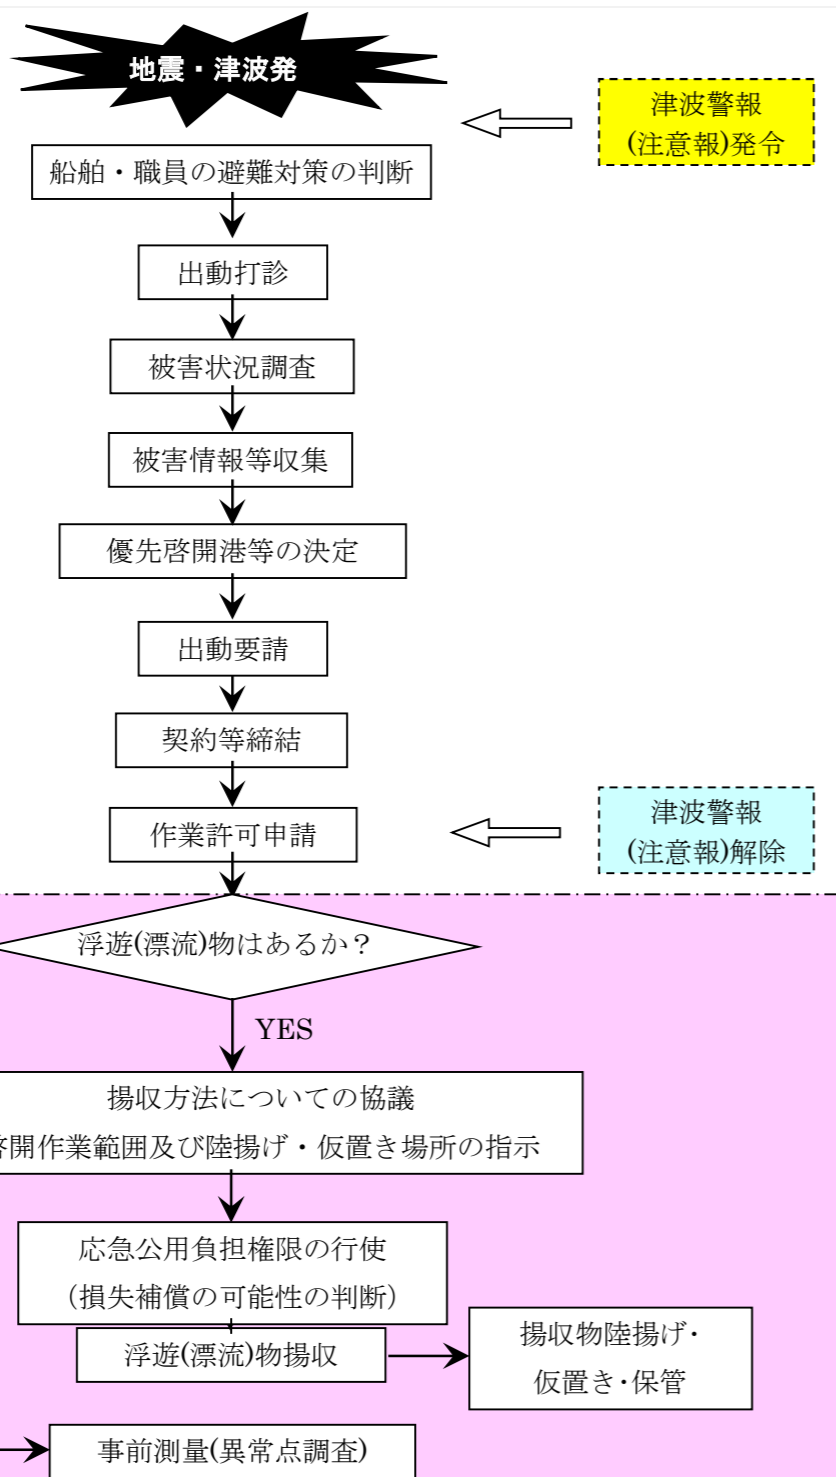 地震・津波発
津波警報
(注意報)発令
船舶・職員の避難対策の判断
出動打診
被害状況調査
被害情報等収集
優先啓開港等の決定
出動要請
契約等締結
作業許可申請
津波警報
(注意報)解除
浮遊(漂流)物はあるか？
YES
揚収方法についての協議
啓開作業範囲及び陸揚げ・仮置き場所の指示
応急公用負担権限の行使
（損失補償の可能性の判断）
浮遊(漂流)物揚収
揚収物陸揚げ・
仮置き・保管
事前測量(異常点調査)